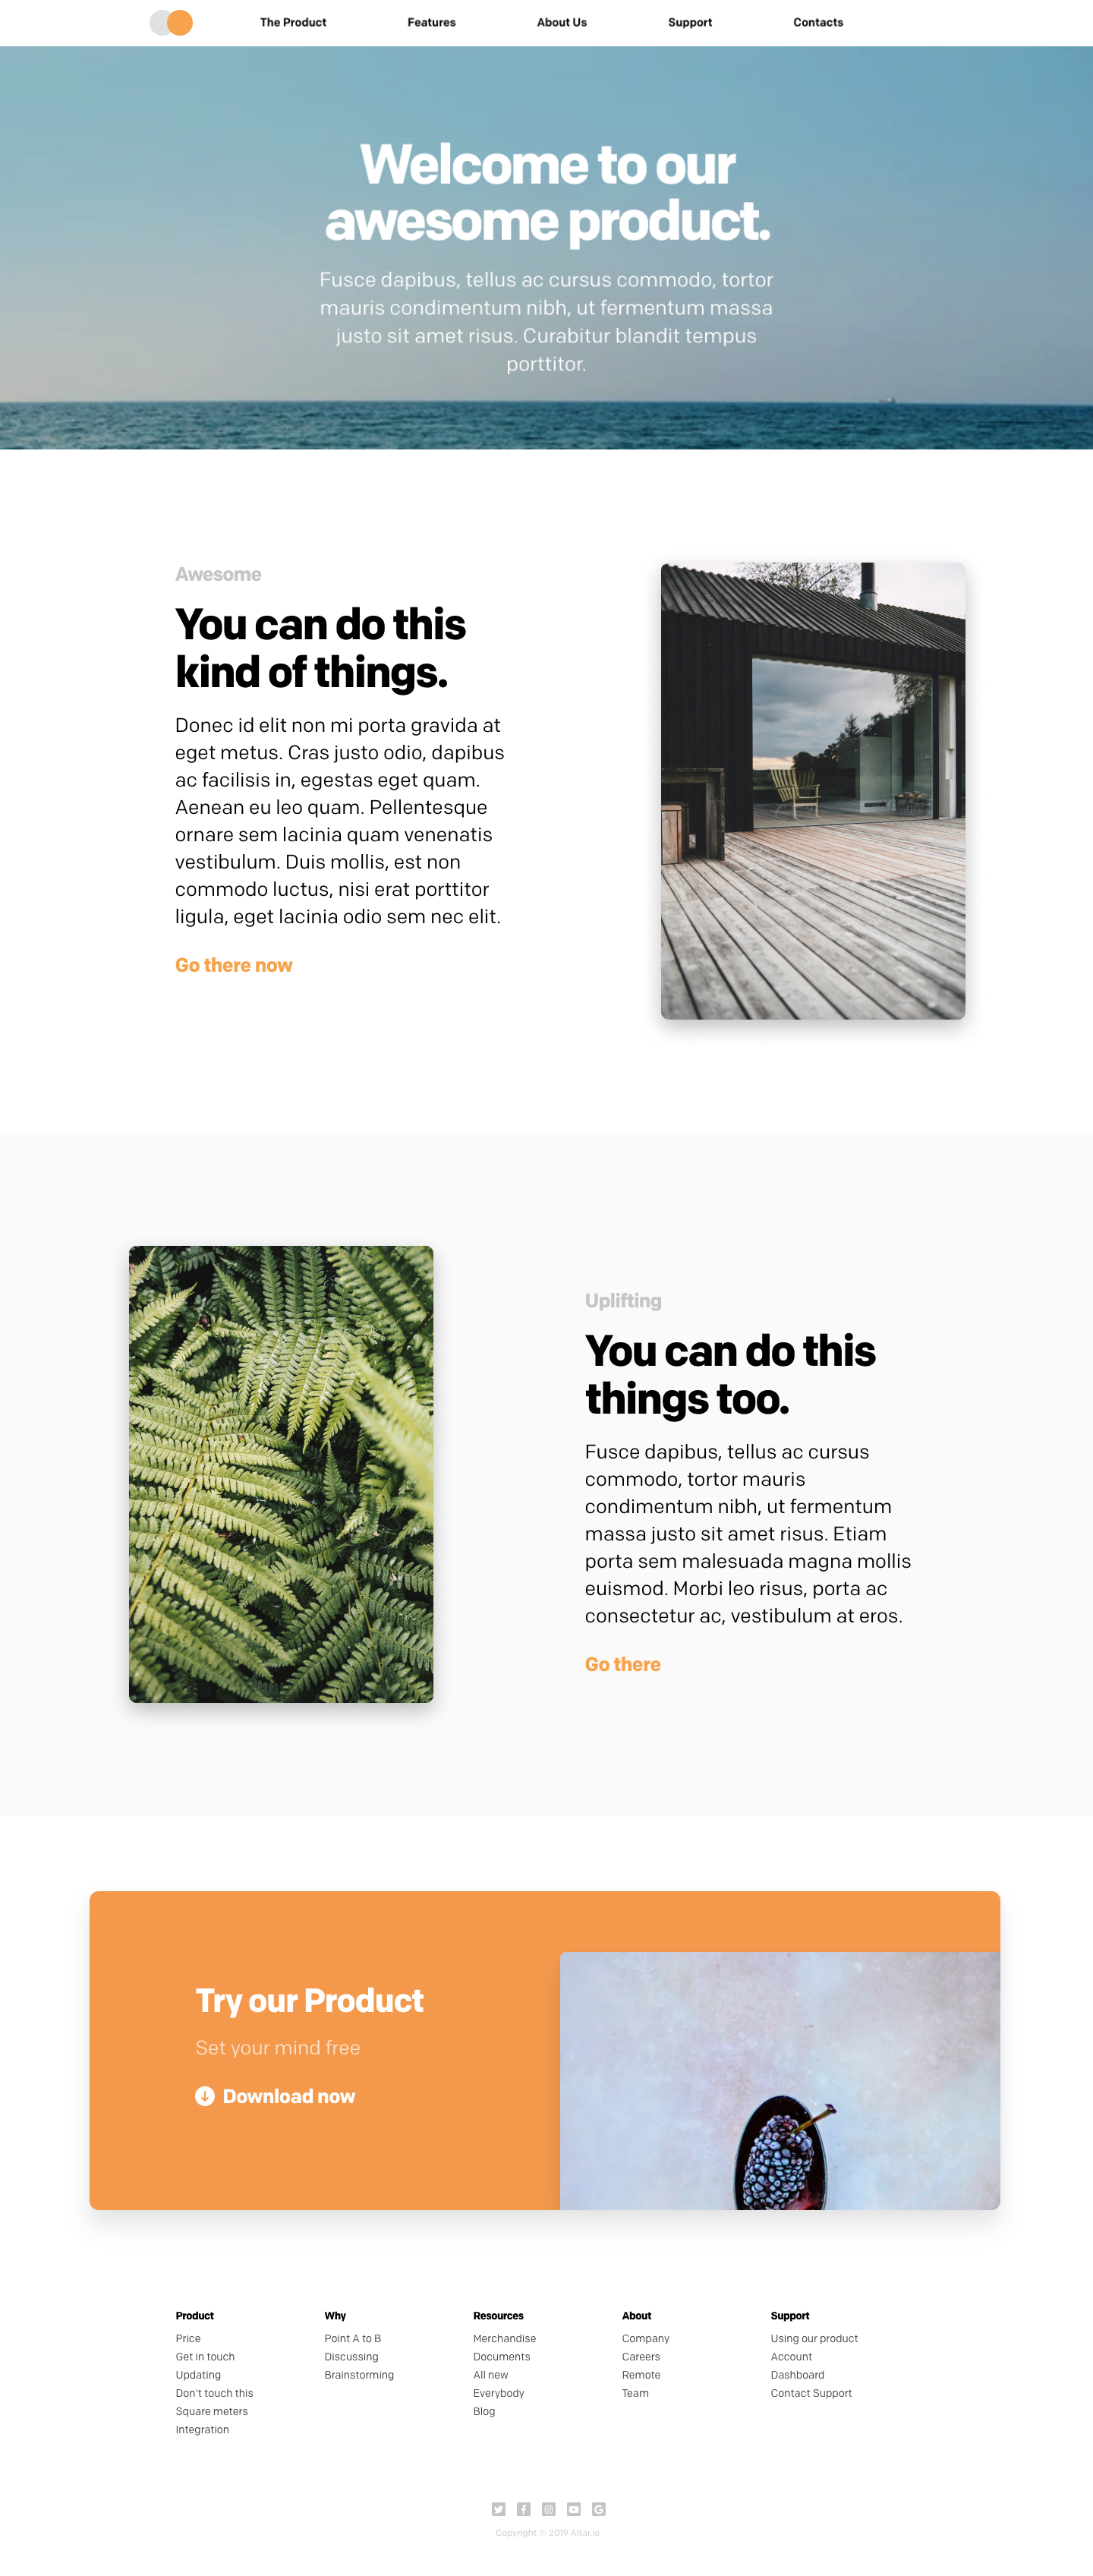 The Product
Features
About Us
Support
Contacts
Welcome to our
awesome product.
Fusce dapibus, tellus ac cursus commodo, tortor
mauris condimentum nibh, ut fermentum massa
justo sit amet risus. Curabitur blandit tempus
porttitor.
Awesome
You can do this
kind of things.
Donec id elit non mi porta gravida at
eget metus. Cras justo odio, dapibus
ac facilisis in, egestas eget quam.
Aenean eu leo quam. Pellentesque
ornare sem lacinia quam venenatis
vestibulum. Duis mollis, est non
commodo luctus, nisi erat porttitor
ligula, eget lacinia odio sem nec elit.
Go there now
Uplifting
You can do this
things too.
Fusce dapibus, tellus ac cursus
commodo, tortor mauris
condimentum nibh, ut fermentum
massa justo sit amet risus. Etiam
porta sem malesuada magna mollis
euismod. Morbi leo risus, porta ac
consectetur ac, vestibulum at eros.
Go there
Try our Product
Set your mind free
Download now
Product
Price
Get in touch
Updating
Don't touch this
Square meters
Integration
Why
Point A to B
Discussing
Brainstorming
Resources
Merchandise
Documents
All new
Everybody
Blog
About
Company
Careers
Remote
Team
Support
Using our product
Account
Dashboard
Contact Support
Copyright © 2019 Altar.io